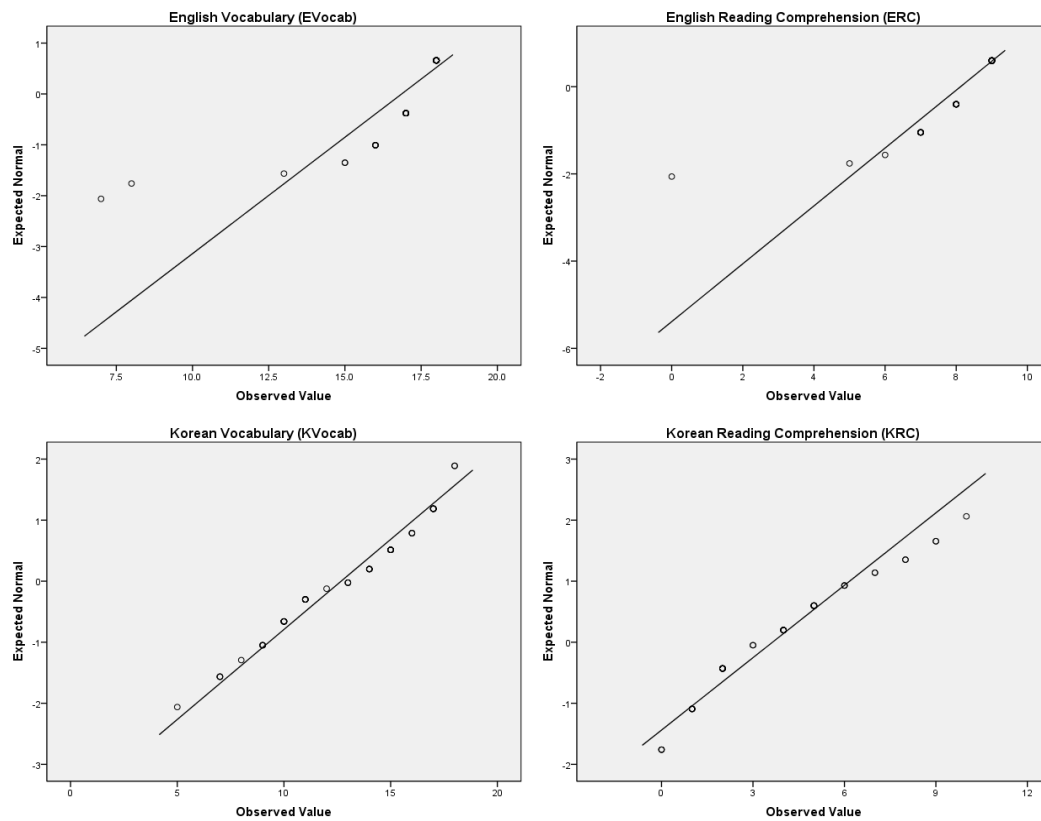 English Vocabulary (EVocab)
1
0
-1
-2
-3
-4
-5
Expected Normal
7.5 10.0 12.5 15.0 17.5 20.0
Observed Value
English Reading Comprehension (ERC)
0
-2
-4
-6
Expected Normal
-2 0 2 4 6 8 10
Observed Value
Korean Vocabulary (KVocab)
2
1
0
-1
-2
-3
Expected Normal
0 5 10 15 20
Observed Value
Korean Reading Comprehension (KRC)
3
2
1
0
-1
-2
Expected Normal
0 3 6 9 12
Observed Value